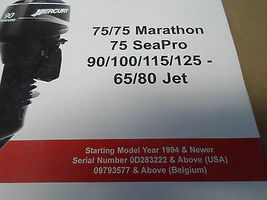 MERCURY
90
75/75 Marathon
75 SeaPro
90/100/115/125 -
65/80 Jet
Starting Model Year 1994 & Newer
Serial Number 0D283222 & Above (USA)
09793577 & Above (Belgium)